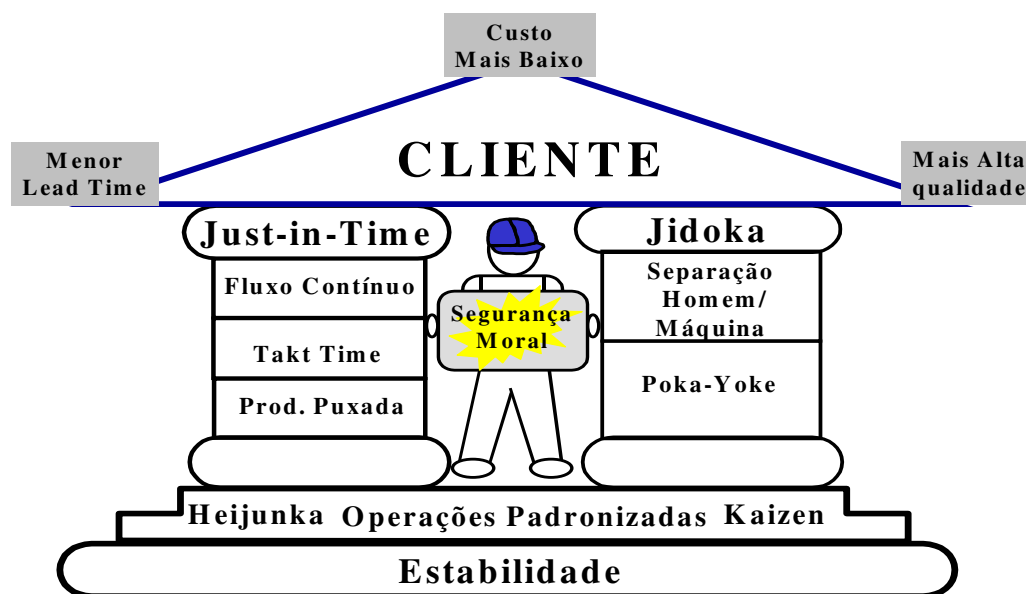 Custo
Mais Baixo
Menor
Lead Time
CLIENTE
Mais Alta
qualidade
Just-in-Time
Jidoka
Fluxo Contínuo
Takt Time
Prod. Puxada
Segurança
Moral
Separação
Homem/
Máquina
Poka-Yoke
Heijunka Operações Padronizadas Kaizen
Estabilidade